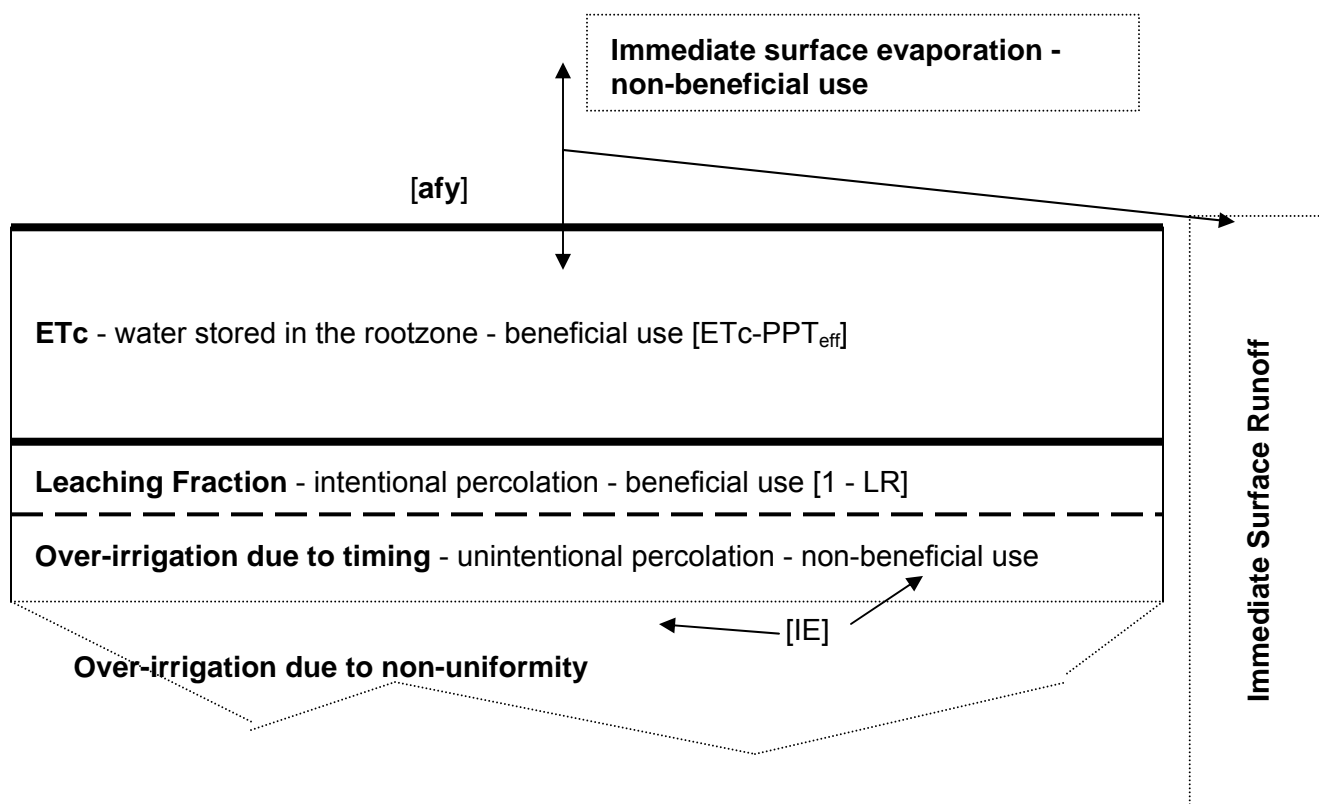 Immediate surface evaporation -
non-beneficial use
[afy]
ETc - water stored in the rootzone - beneficial use [ETc-PPTeff]
Leaching Fraction - intentional percolation - beneficial use [1 - LR]
Over-irrigation due to timing - unintentional percolation - non-beneficial use
[IE]
Over-irrigation due to non-uniformity
Immediate Surface Runoff